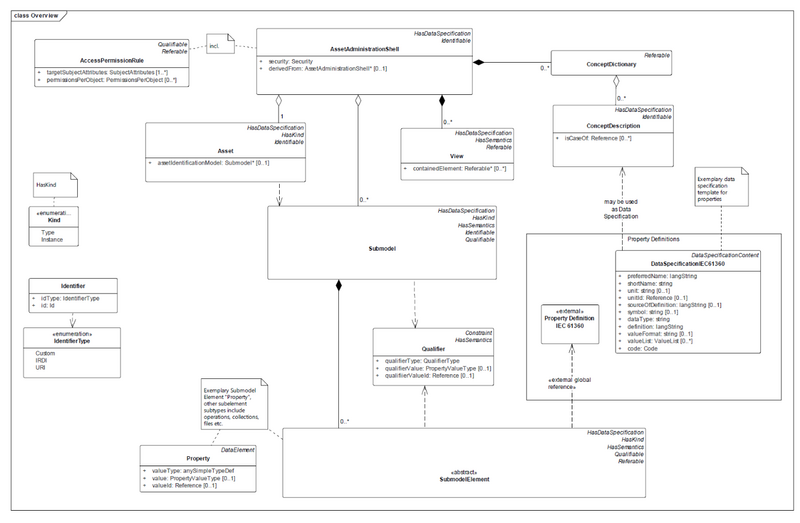 class Overview
Qualifiable
Referable
AccessPermissionRule
+ targetSubjectAttributes: SubjectAttributes [1..*]
+ permissionsPerObject: PermissionsPerObject [0..*]
incl.
HasDataSpecification
Identifiable
AssetAdministrationShell
+ security: Security
+ derivedFrom: AssetAdministrationShell* [0..1]
Referable
ConceptDictionary
0..*
0..*
HasDataSpecification
Identifiable
ConceptDescription
+ isCaseOf: Reference [0..*]
1
HasDataSpecification
HasKind
Identifiable
Asset
+ assetIdentificationModel: Submodel* [0..1]
0..*
HasDataSpecification
HasSemantics
Referable
View
+ containedElement: Referable* [0..*]
HasKind
«enumerati...
Kind
Type
Instance
0..*
HasDataSpecification
HasKind
HasSemantics
Identifiable
Qualifiable
Submodel
may be used
as Data
Specification
Exemplary data
specification
template for
properties
Property Definitions
DataSpecificationContent
DataSpecificationIEC61360
+ preferredName: langString
+ shortName: string
+ unit: string [0..1]
+ unitId: Reference [0..1]
+ sourceOfDefinition: langString [0..1]
+ symbol: string [0..1]
+ dataType: string
+ definition: langString
+ valueFormat: string [0..1]
+ valueList: ValueList [0..*]
+ code: Code
«external»
Property Definition
IEC 61360
«external global
reference»
Identifier
+ idType: IdentifierType
+ id: Id
«enumeration»
IdentifierType
Custom
IRDI
URI
Constraint
HasSemantics
Qualifier
+ qualifierType: QualifierType
+ qualifierValue: PropertyValueType [0..1]
+ qualifierValueId: Reference [0..1]
Exemplary Submodel
Element "Property",
other subelement
subtypes include
operations, collections,
files etc.
0..*
DataElement
Property
+ valueType: anySimpleTypeDef
+ value: PropertyValueType [0..1]
+ valueId: Reference [0..1]
HasDataSpecification
HasKind
HasSemantics
Qualifiable
Referable
«abstract»
SubmodelElement